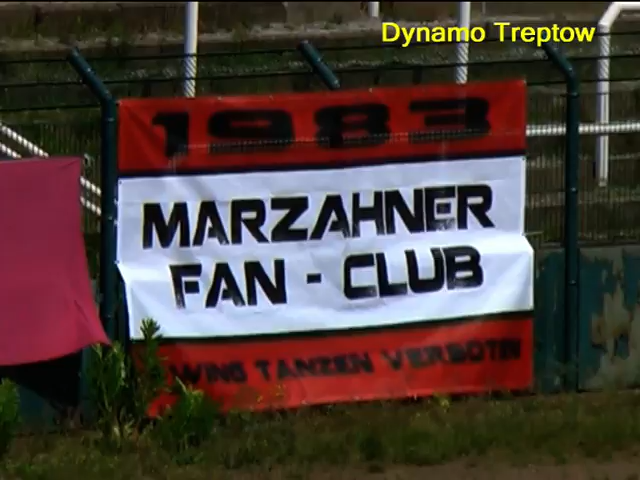 Dynamo Treptow
1983
MARZAHNER
FAN - CLUB
SWING TANZEN VERBOTEN